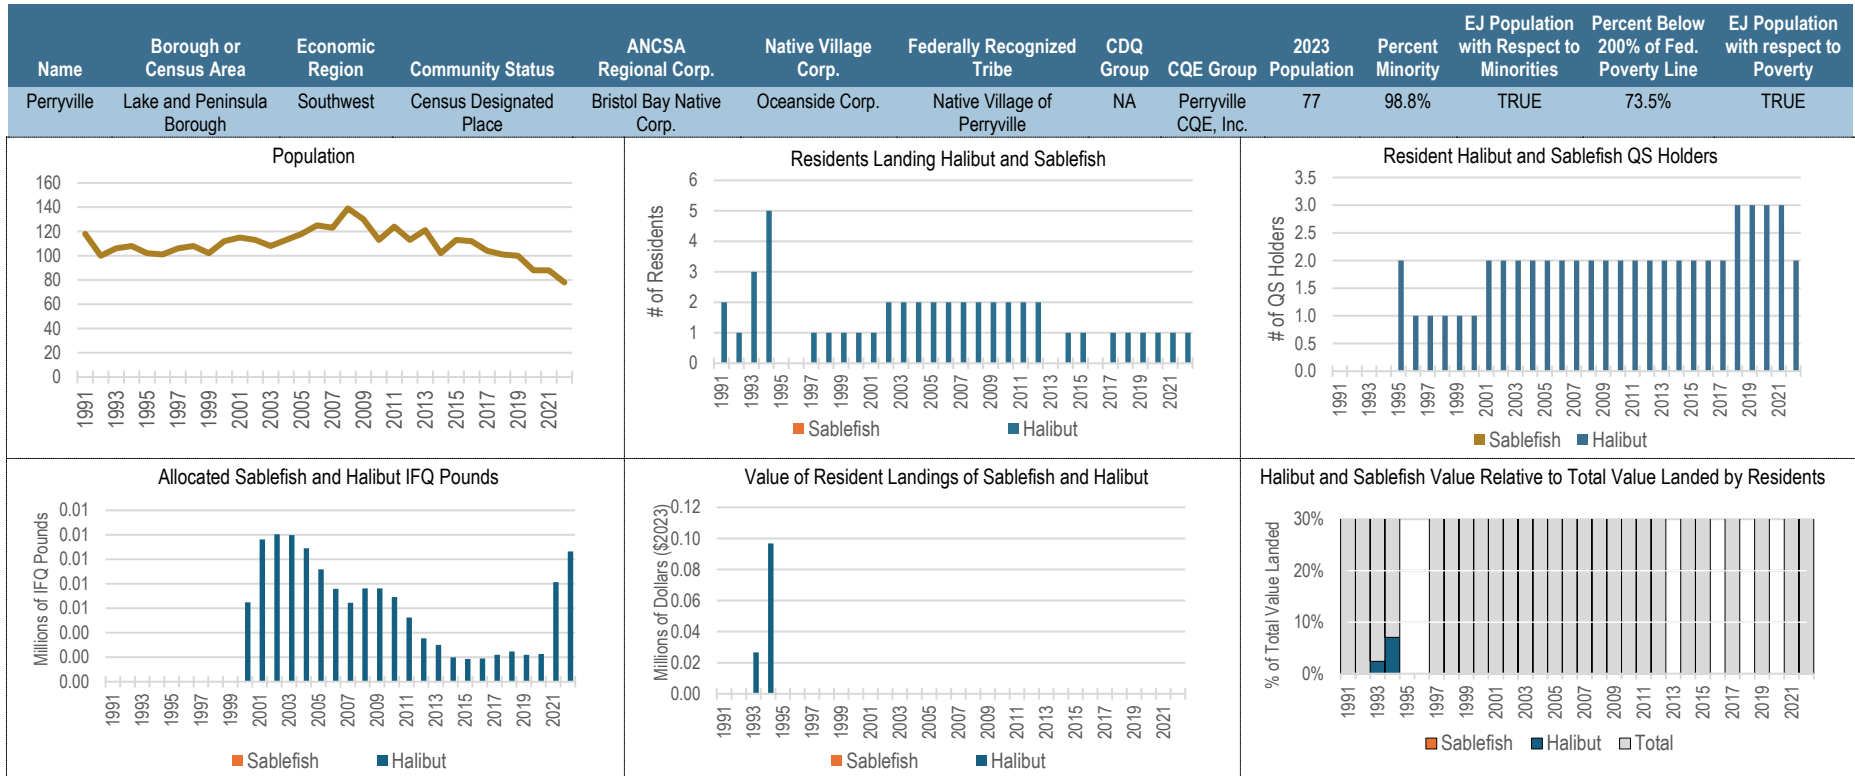 Name
Borough or Census Area
Economic Region
Community Status
ANCSA Regional Corp.
Native Village Corp.
Federally Recognized Tribe
CDQ Group
CQE Group
2023 Population
Percent Minority
EJ Population with Respect to Minorities
Percent Below 200% of Fed. Poverty Line
EJ Population with respect to Poverty
Perryville
Lake and Peninsula Borough
Southwest
Census Designated Place
Bristol Bay Native Corp.
Oceanside Corp.
Native Village of Perryville
NA
Perryville CQE, Inc.
77
98.8%
TRUE
73.5%
TRUE
Population
160
140
120
100
80
60
40
20
0
1991 1993 1995 1997 1999 2001 2003 2005 2007 2009 2011 2013 2015 2017 2019 2021
Residents Landing Halibut and Sablefish
# of Residents
6
5
4
3
2
1
0
1991 1993 1995 1997 1999 2001 2003 2005 2007 2009 2011 2013 2015 2017 2019 2021
Sablefish Halibut
Resident Halibut and Sablefish QS Holders
# of QS Holders
3.5
3.0
2.5
2.0
1.5
1.0
0.5
0.0
1991 1993 1995 1997 1999 2001 2003 2005 2007 2009 2011 2013 2015 2017 2019 2021
Sablefish Halibut
Allocated Sablefish and Halibut IFQ Pounds
Millions of IFQ Pounds
0.01
0.01
0.01
0.01
0.01
0.00
0.00
0.00
1991 1993 1995 1997 1999 2001 2003 2005 2007 2009 2011 2013 2015 2017 2019 2021
Sablefish Halibut
Value of Resident Landings of Sablefish and Halibut
Millions of Dollars ($2023)
0.12
0.10
0.08
0.06
0.04
0.02
0.00
1991 1993 1995 1997 1999 2001 2003 2005 2007 2009 2011 2013 2015 2017 2019 2021
Sablefish Halibut
Halibut and Sablefish Value Relative to Total Value Landed by Residents
% of Total Value Landed
30%
20%
10%
0%
1991 1993 1995 1997 1999 2001 2003 2005 2007 2009 2011 2013 2015 2017 2019 2021
Sablefish Halibut Total